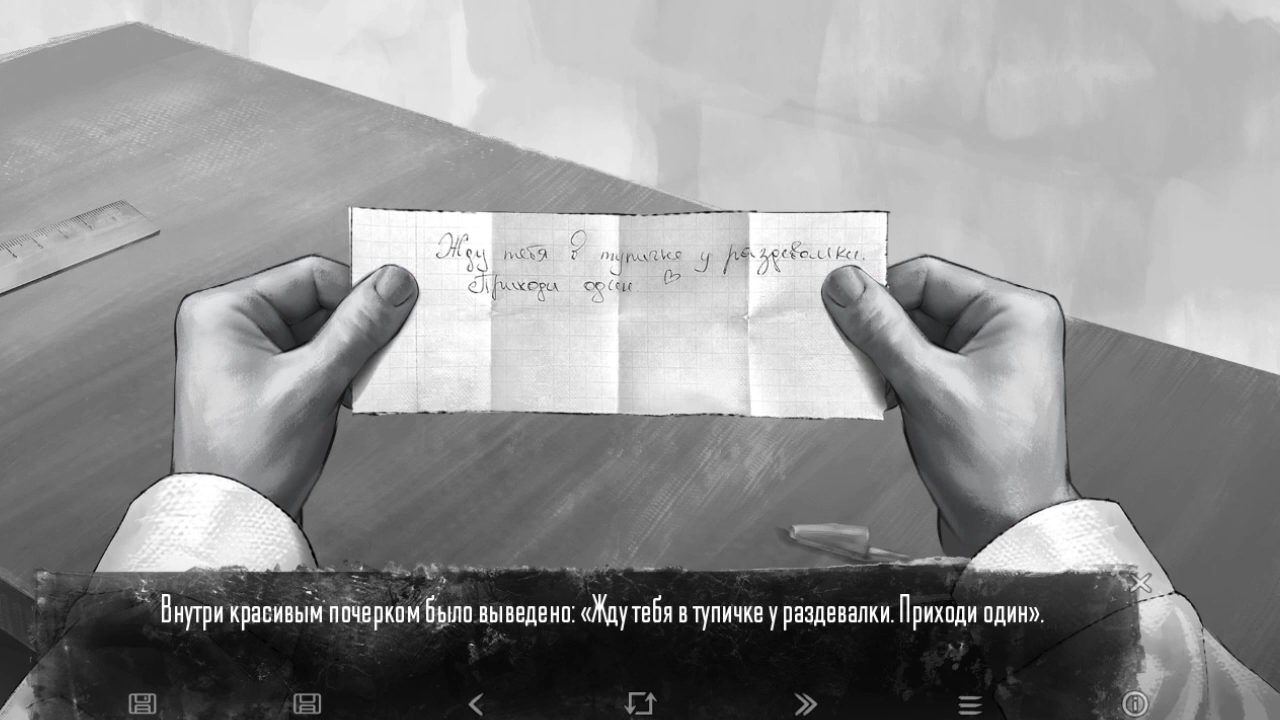 Жду тебя в тупичке у раздевалки.
Приходи один ♡
Внутри красивым почерком было выведено: «Жду тебя в тупичке у раздевалки. Приходи один».